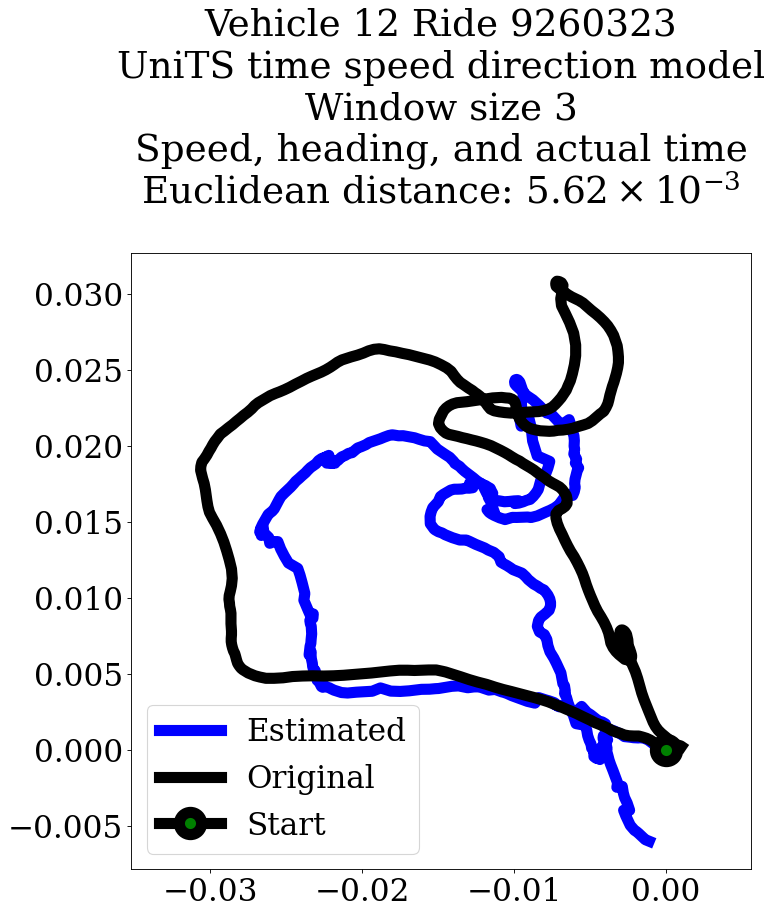 Vehicle 12 Ride 9260323
UniTS time speed direction model
Window size 3
Speed, heading, and actual time
Euclidean distance: 5.62 × 10⁻³
0.030
0.025
0.020
0.015
0.010
0.005
0.000
−0.005
Estimated
Original
Start
−0.03 −0.02 −0.01 0.00